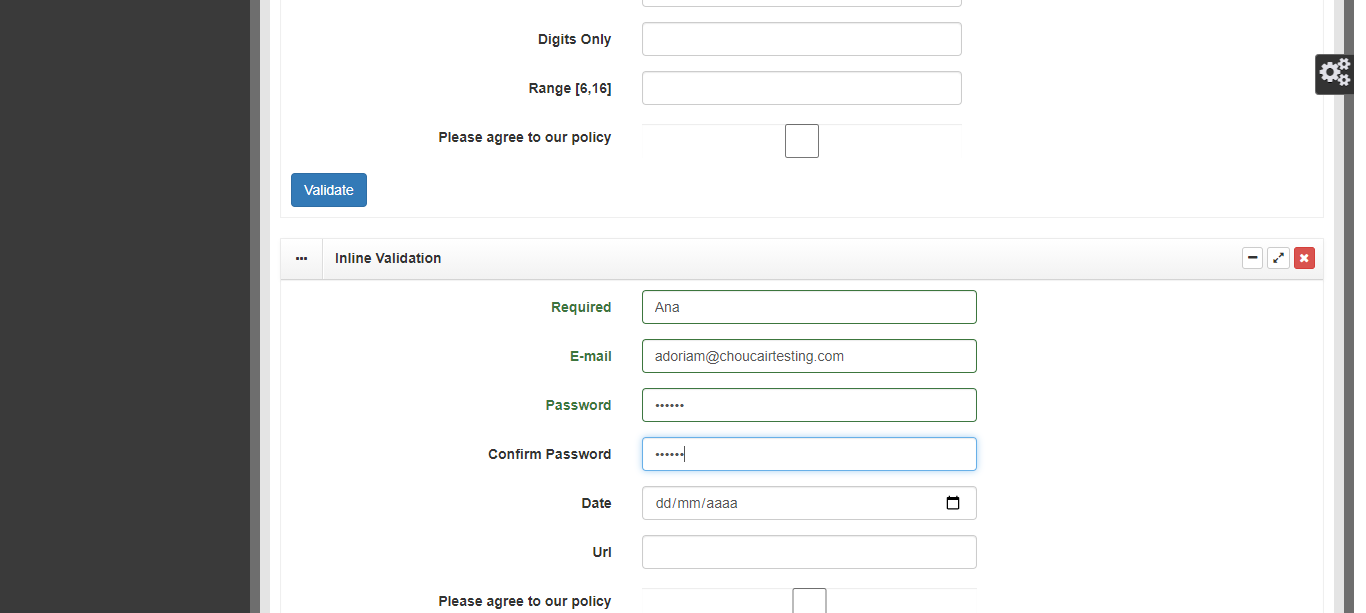 Digits Only
Range [6,16]
Please agree to our policy
Validate
Inline Validation
Required Ana
E-mail adoriam@choucairtesting.com
Password ••••••
Confirm Password ••••••
Date dd/mm/aaaa
Url
Please agree to our policy